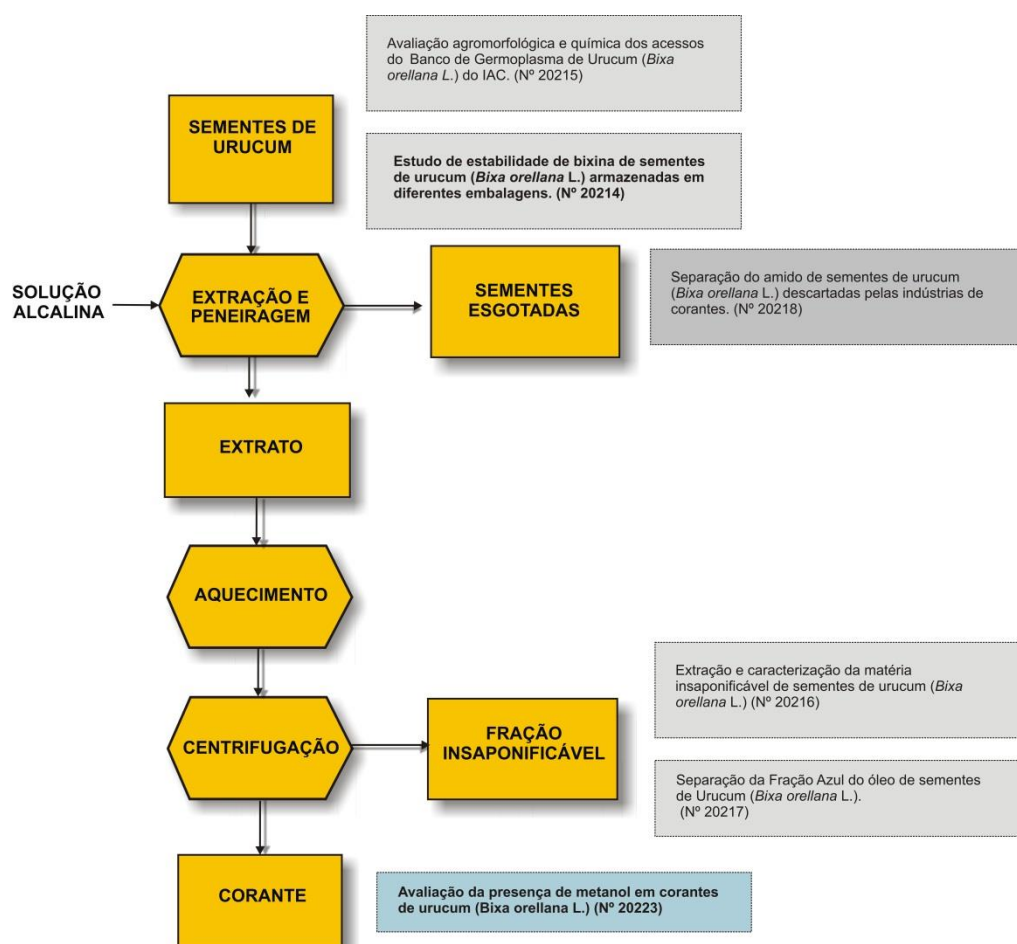 Avaliação agromorfológica e química dos acessos
do Banco de Germoplasma de Urucum (Bixa
orellana L.) do IAC. (Nº 20215)
SEMENTES DE
URUCUM
Estudo de estabilidade de bixina de sementes
de urucum (Bixa orellana L.) armazenadas em
diferentes embalagens. (Nº 20214)
SOLUÇÃO
ALCALINA
EXTRAÇÃO E
PENEIRAGEM
SEMENTES
ESGOTADAS
Separação do amido de sementes de urucum
(Bixa orellana L.) descartadas pelas indústrias de
corantes. (Nº 20218)
EXTRATO
AQUECIMENTO
Extração e caracterização da matéria
insaponificável de sementes de urucum (Bixa
orellana L.) (Nº 20216)
CENTRIFUGAÇÃO
FRAÇÃO
INSAPONIFICÁVEL
Separação da Fração Azul do óleo de sementes
de Urucum (Bixa orellana L.).
(Nº 20217)
CORANTE
Avaliação da presença de metanol em corantes
de urucum (Bixa orellana L.) (Nº 20223)